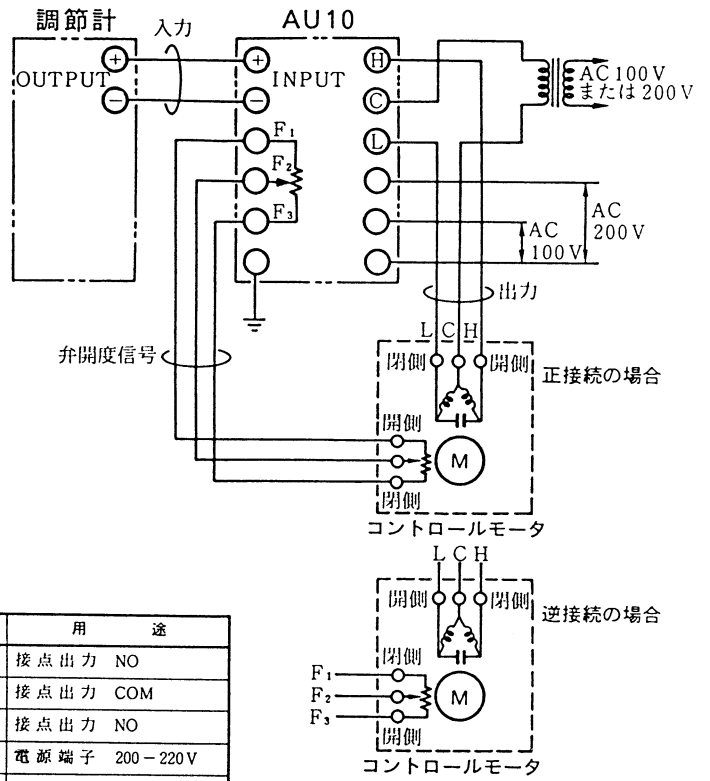 調節計
入力
AU10
OUTPUT
+
−
+
−
INPUT
F₁
F₂
F₃
H
C
L
AC 100V
または 200V
AC
200V
AC
100V
出力
弁開度信号
L C H
閉側
開側
正接続の場合
開側
M
閉側
コントロールモータ
L C H
開側
閉側
逆接続の場合
閉側
F₁
F₂
F₃
M
開側
コントロールモータ
用 途
接点出力 NO
接点出力 COM
接点出力 NO
電源端子 200−220V